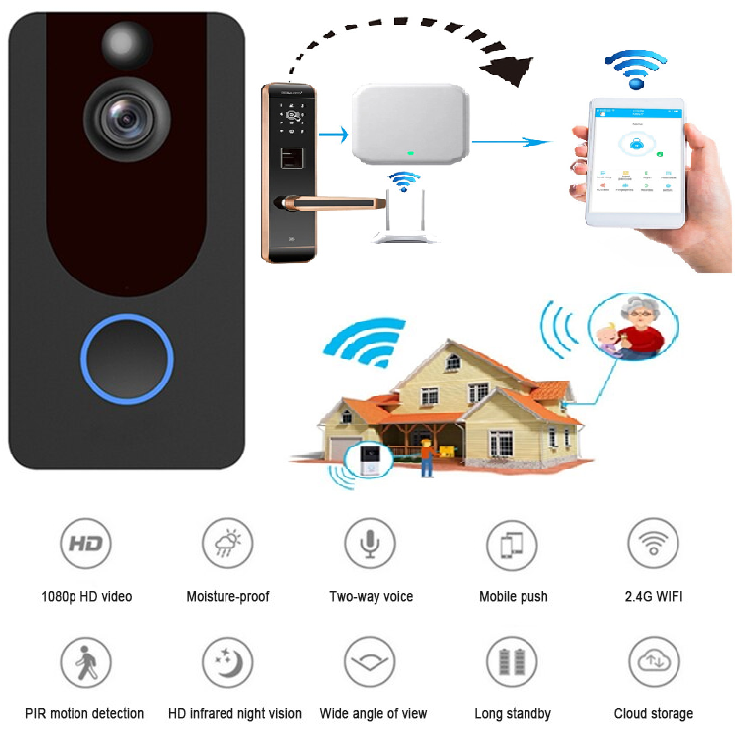 HD
1080p HD video
Moisture-proof
Two-way voice
Mobile push
2.4G WIFI
PIR motion detection
HD infrared night vision
Wide angle of view
Long standby
Cloud storage